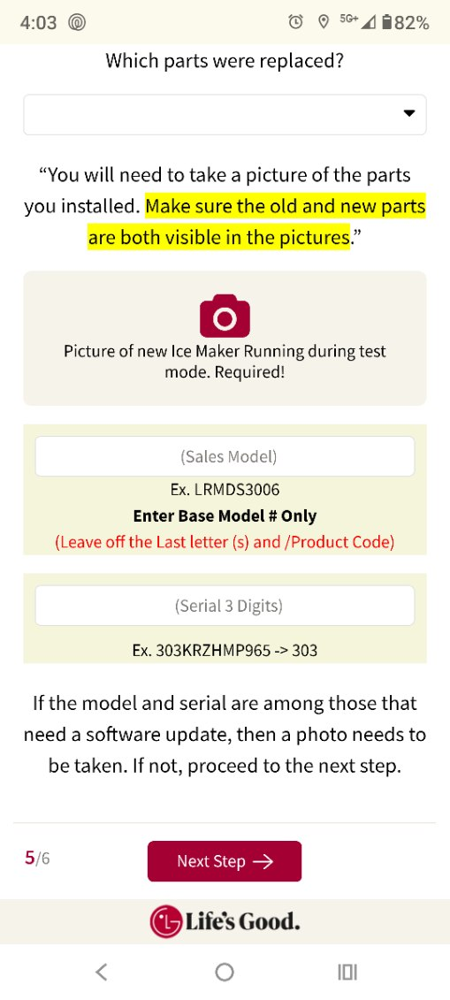 4:03
5G+
82%
Which parts were replaced?
“You will need to take a picture of the parts
you installed. Make sure the old and new parts
are both visible in the pictures.”
Picture of new Ice Maker Running during test
mode. Required!
(Sales Model)
Ex. LRMDS3006
Enter Base Model # Only
(Leave off the Last letter (s) and /Product Code)
(Serial 3 Digits)
Ex. 303KRZHMP965 -> 303
If the model and serial are among those that
need a software update, then a photo needs to
be taken. If not, proceed to the next step.
5/6
Next Step →
LG Life's Good.